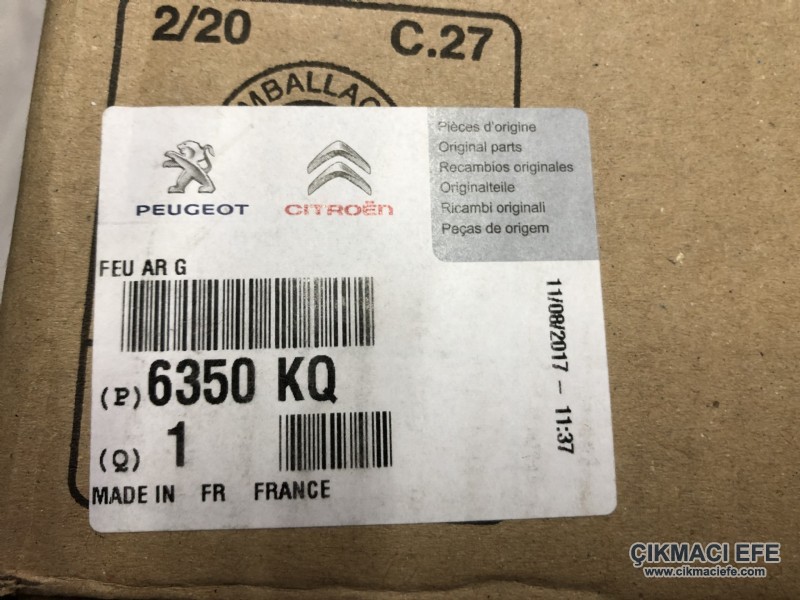 2/20 C.27
EMBALLAG
PEUGEOT CITROËN
Pièces d'origine
Original parts
Recambios originales
Originalteile
Ricambi originali
Peças de origem
FEU AR G
(P) 6350 KQ
(Q) 1
MADE IN FR FRANCE
11/08/2017 - 11:37
ÇIKMACI EFE
www.cikmaciefe.com